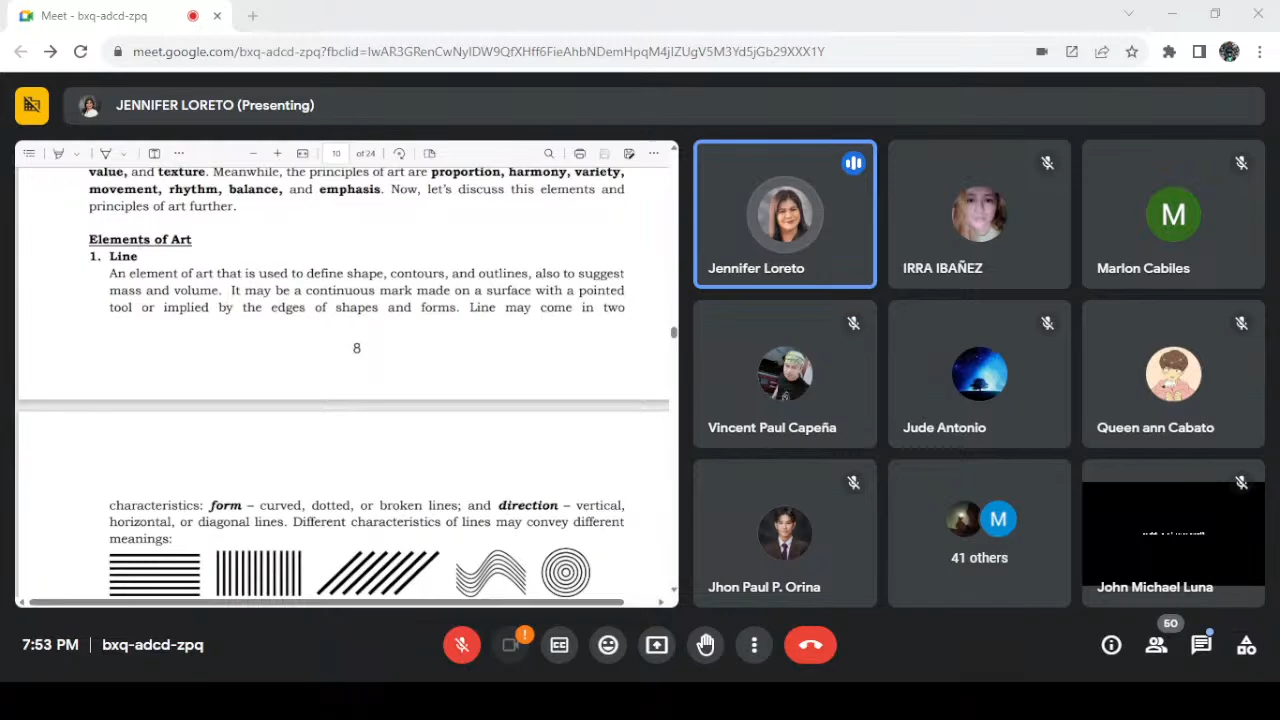 Meet - bxq-adcd-zpq
meet.google.com/bxq-adcd-zpq?fbclid=IwAR3GRenCwNyIDW9QfXHff6FieAhbNDemHpqM4jIZUgV5M3Yd5jGb29XXX1Y
JENNIFER LORETO (Presenting)
10 of 24
value, and texture. Meanwhile, the principles of art are proportion, harmony, variety,
movement, rhythm, balance, and emphasis. Now, let's discuss this elements and
principles of art further.
Elements of Art
1. Line
An element of art that is used to define shape, contours, and outlines, also to suggest
mass and volume. It may be a continuous mark made on a surface with a pointed
tool or implied by the edges of shapes and forms. Line may come in two
8
characteristics: form – curved, dotted, or broken lines; and direction – vertical,
horizontal, or diagonal lines. Different characteristics of lines may convey different
meanings:
Jennifer Loreto
IRRA IBAÑEZ
M
Marlon Cabiles
Vincent Paul Capeña
Jude Antonio
Queen ann Cabato
Jhon Paul P. Orina
M
41 others
John Michael Luna
7:53 PM | bxq-adcd-zpq
!
50